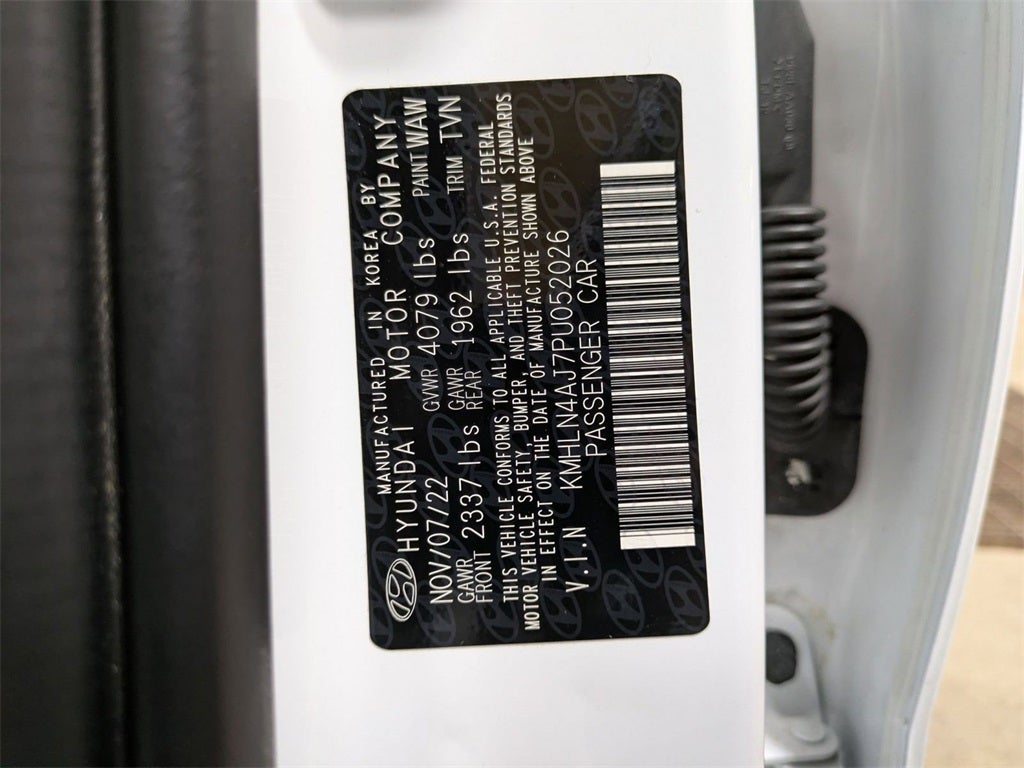 MANUFACTURED IN KOREA BY
HYUNDAI MOTOR COMPANY
NOV/07/22 GVWR 4079 lbs PAINT WAW
GAWR FRONT 2337 lbs GAWR REAR 1962 lbs TRIM TVN
THIS VEHICLE CONFORMS TO ALL APPLICABLE U.S.A. FEDERAL
MOTOR VEHICLE SAFETY, BUMPER, AND THEFT PREVENTION STANDARDS
IN EFFECT ON THE DATE OF MANUFACTURE SHOWN ABOVE
V.I.N KMHLN4AJ7PU052026
PASSENGER CAR